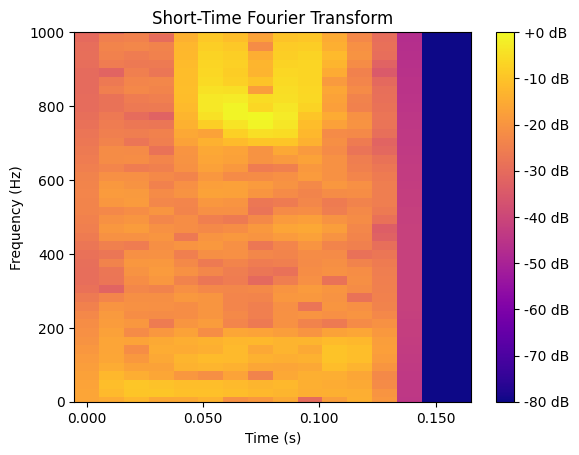 Short-Time Fourier Transform
1000
800
600
400
200
0
Frequency (Hz)
0.000
0.050
0.100
0.150
Time (s)
+0 dB
-10 dB
-20 dB
-30 dB
-40 dB
-50 dB
-60 dB
-70 dB
-80 dB